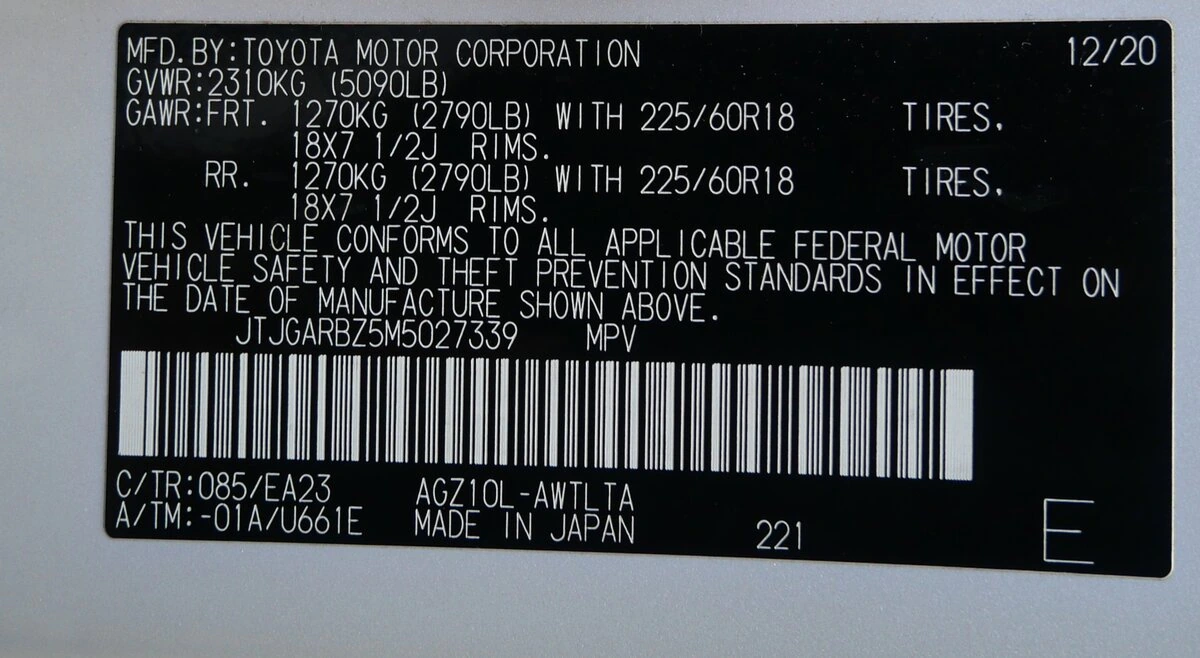 MFD.BY:TOYOTA MOTOR CORPORATION 12/20
GVWR:2310KG (5090LB)
GAWR:FRT. 1270KG (2790LB) WITH 225/60R18 TIRES,
18X7 1/2J RIMS.
RR. 1270KG (2790LB) WITH 225/60R18 TIRES,
18X7 1/2J RIMS.
THIS VEHICLE CONFORMS TO ALL APPLICABLE FEDERAL MOTOR
VEHICLE SAFETY AND THEFT PREVENTION STANDARDS IN EFFECT ON
THE DATE OF MANUFACTURE SHOWN ABOVE.
JTJGARBZ5M5027339 MPV
C/TR:085/EA23 AGZ10L-AWTLTA
A/TM:-01A/U661E MADE IN JAPAN 221 E